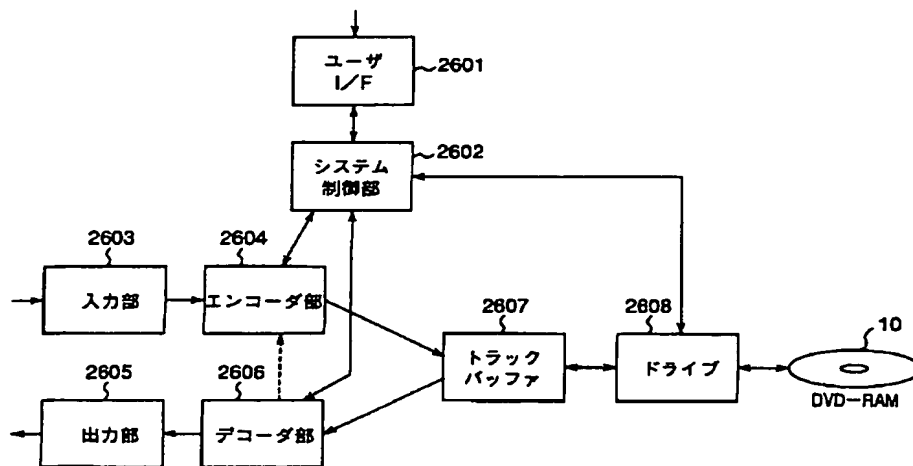 ユーザ
I/F
2601
システム
制御部
2602
2603
入力部
2604
エンコーダ部
2605
出力部
2606
デコーダ部
2607
トラック
バッファ
2608
ドライブ
10
DVD-RAM